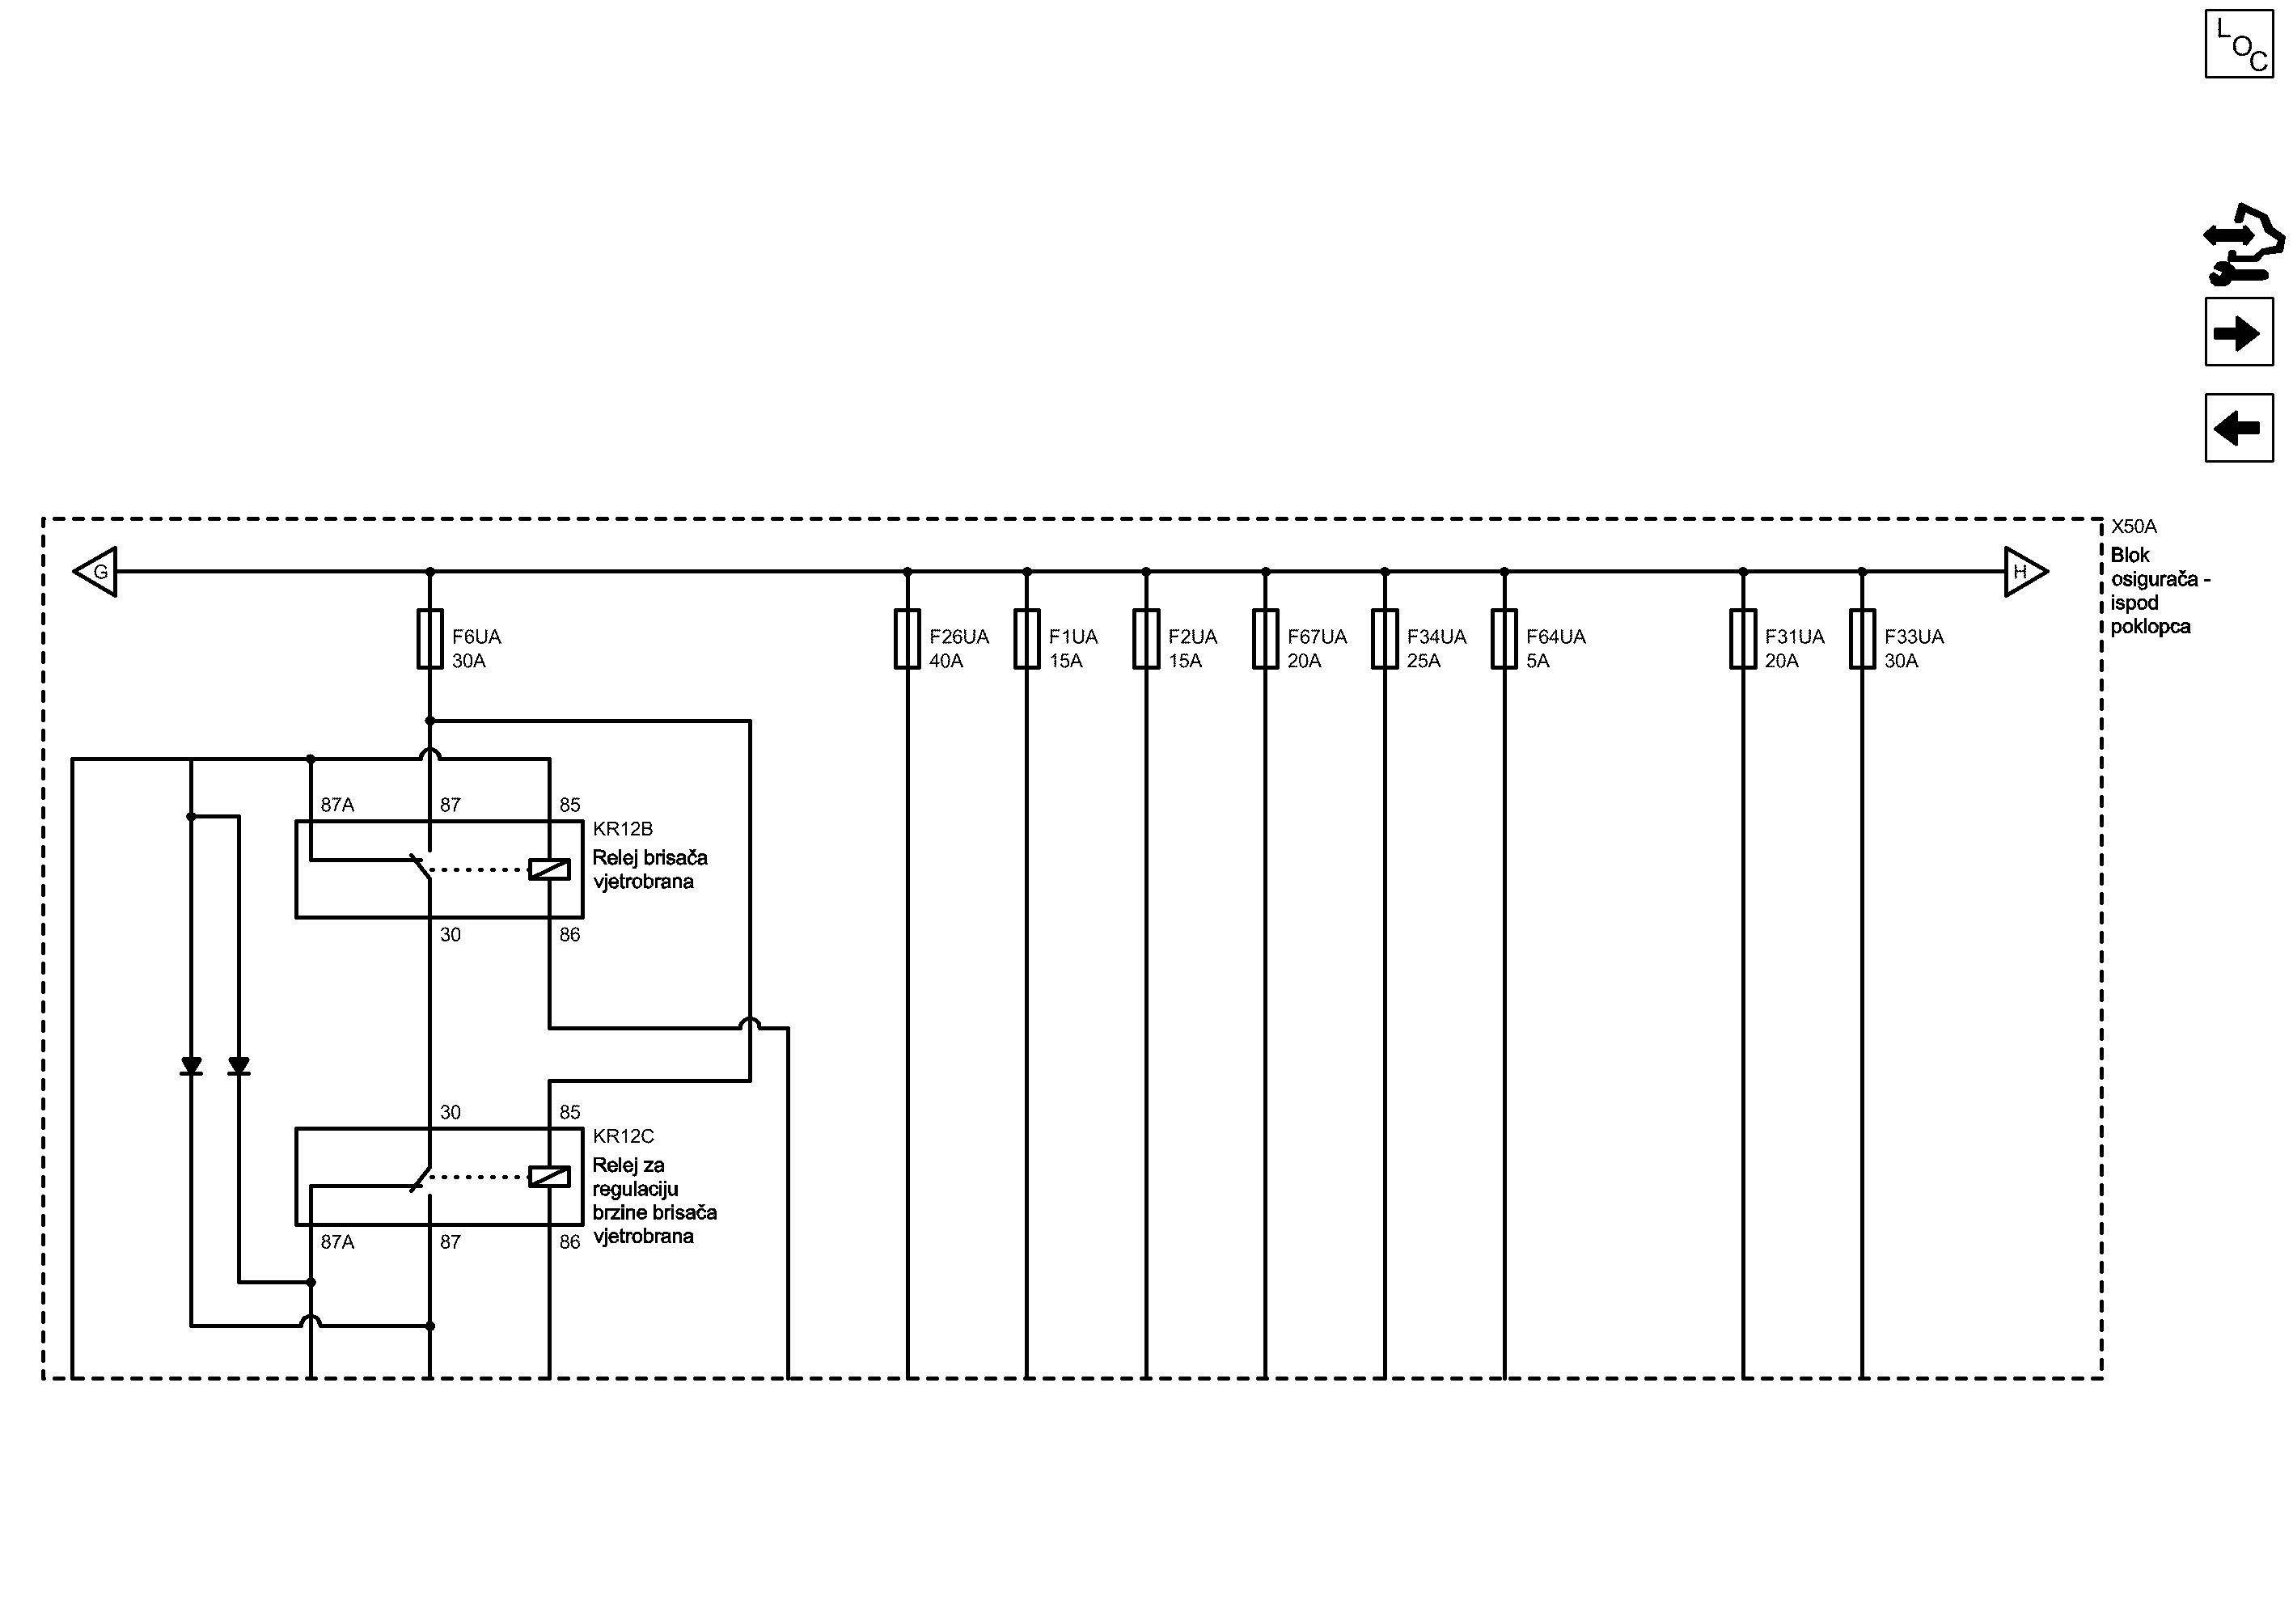 LOC
X50A
Blok
osigurača -
ispod
poklopca
G
H
F6UA
30A
F26UA
40A
F1UA
15A
F2UA
15A
F67UA
20A
F34UA
25A
F64UA
5A
F31UA
20A
F33UA
30A
87A
87
85
KR12B
Relej brisača
vjetrobrana
30
86
30
85
KR12C
Relej za
regulaciju
brzine brisača
vjetrobrana
87A
87
86